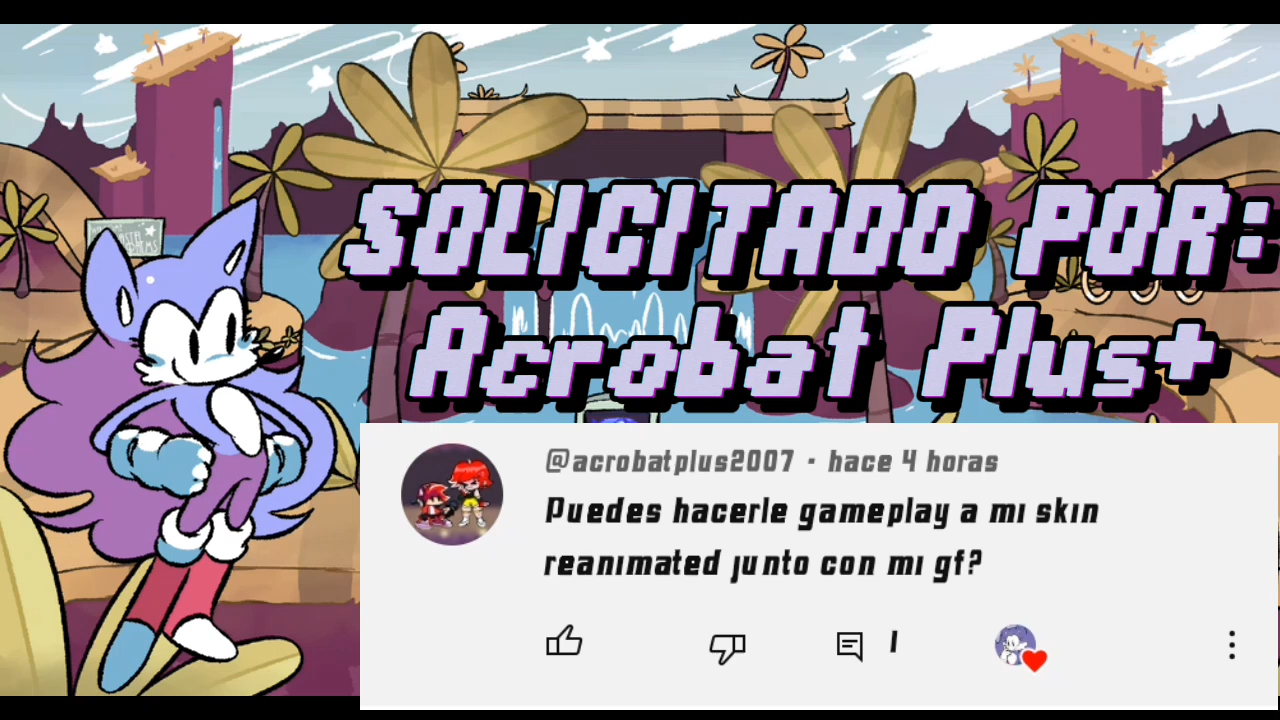 SOLICITADO POR:
Acrobat Plus+
@acrobatplus2007 · hace 4 horas
Puedes hacerle gameplay a mi skin
reanimated junto con mi gf?
1